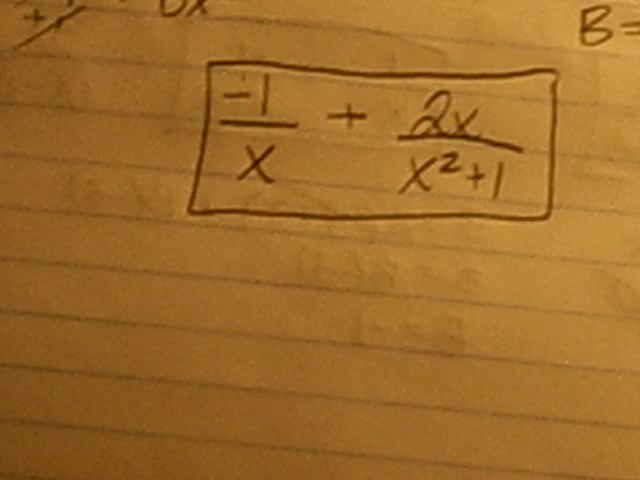 B=
-1/x + 2x/(x²+1)